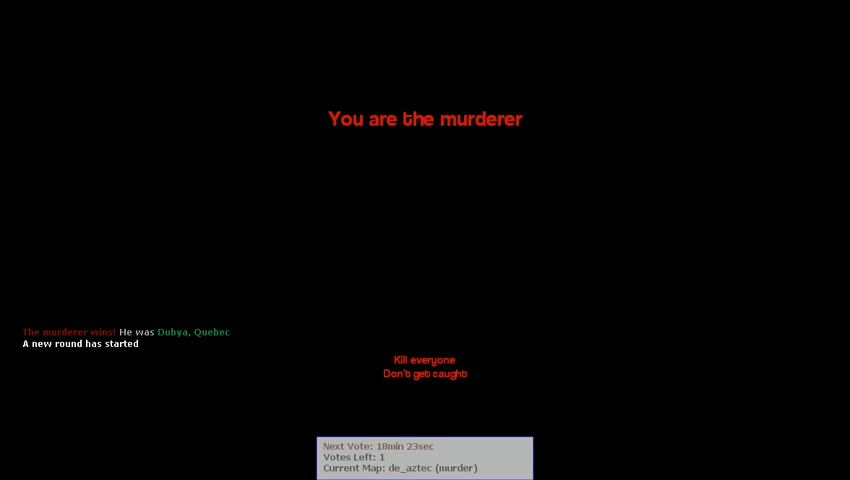 You are the murderer
The murderer wins! He was Dubya, Quebec
A new round has started
Kill everyone
Don't get caught
Next Vote: 18min 23sec
Votes Left: 1
Current Map: de_aztec (murder)